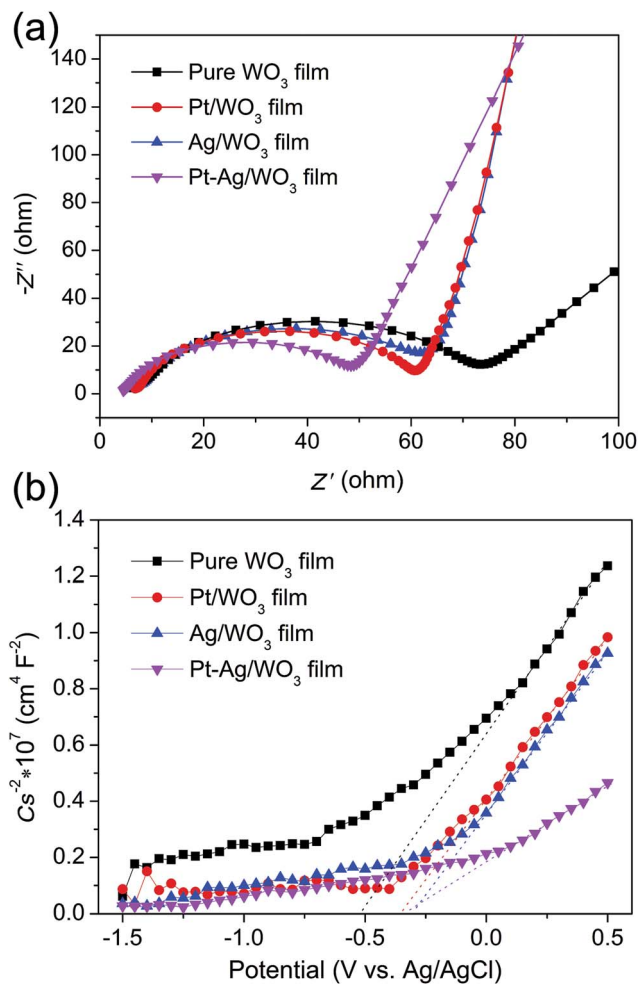 (a)
140
120
100
80
60
40
20
0
-Z″ (ohm)
Pure WO₃ film
Pt/WO₃ film
Ag/WO₃ film
Pt-Ag/WO₃ film
0 20 40 60 80 100
Z′ (ohm)
(b)
1.4
1.2
1.0
0.8
0.6
0.4
0.2
0.0
Cs⁻²*10⁷ (cm⁴ F⁻²)
Pure WO₃ film
Pt/WO₃ film
Ag/WO₃ film
Pt-Ag/WO₃ film
-1.5 -1.0 -0.5 0.0 0.5
Potential (V vs. Ag/AgCl)